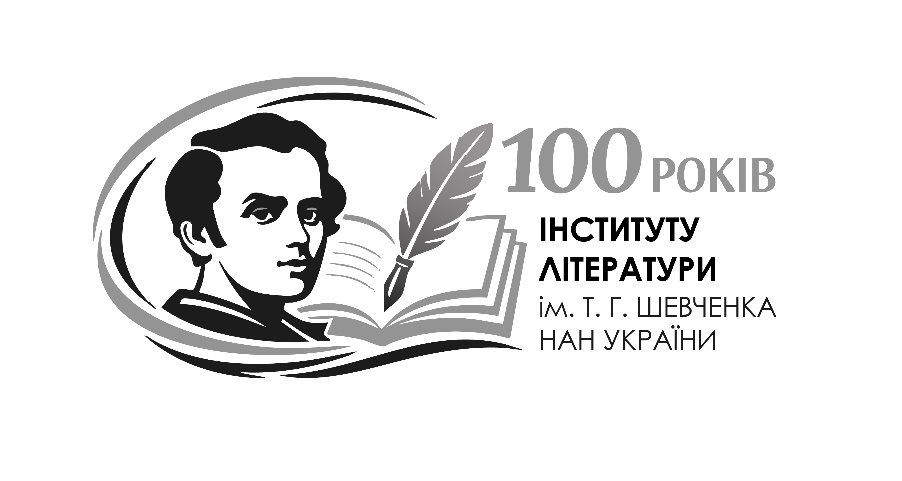 100 РОКІВ
ІНСТИТУТУ
ЛІТЕРАТУРИ
ім. Т. Г. ШЕВЧЕНКА
НАН УКРАЇНИ